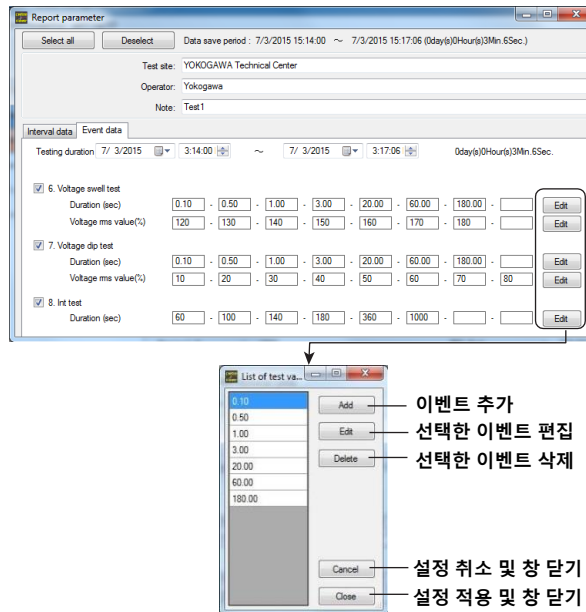 Report parameter
Select all Deselect Data save period : 7/3/2015 15:14:00 ～ 7/3/2015 15:17:06 (0day(s)0Hour(s)3Min.6Sec.)
Test site: YOKOGAWA Technical Center
Operator: Yokogawa
Note: Test1
Interval data Event data
Testing duration 7/ 3/2015 3:14:00 ～ 7/ 3/2015 3:17:06 0day(s)0Hour(s)3Min.6Sec.
6. Voltage swell test
Duration (sec) 0.10 - 0.50 - 1.00 - 3.00 - 20.00 - 60.00 - 180.00 - Edit
Voltage rms value(%) 120 - 130 - 140 - 150 - 160 - 170 - 180 - Edit
7. Voltage dip test
Duration (sec) 0.10 - 0.50 - 1.00 - 3.00 - 20.00 - 60.00 - 180.00 - Edit
Voltage rms value(%) 10 - 20 - 30 - 40 - 50 - 60 - 70 - 80 Edit
8. Int test
Duration (sec) 60 - 100 - 140 - 180 - 360 - 1000 - - Edit
List of test va...
0.10
0.50
1.00
3.00
20.00
60.00
180.00
Add 이벤트 추가
Edit 선택한 이벤트 편집
Delete 선택한 이벤트 삭제
Cancel 설정 취소 및 창 닫기
Close 설정 적용 및 창 닫기